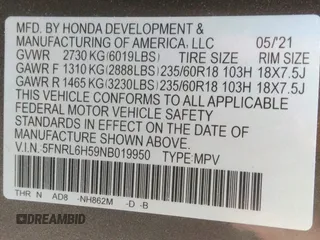 MFD. BY HONDA DEVELOPMENT &
MANUFACTURING OF AMERICA, LLC 05/21
GVWR 2730 KG(6019LBS) TIRE SIZE RIM SIZE
GAWR F 1310 KG(2888LBS)235/60R18 103H 18X7.5J
GAWR R 1465 KG(3230LBS)235/60R18 103H 18X7.5J
THIS VEHICLE CONFORMS TO ALL APPLICABLE
FEDERAL MOTOR VEHICLE SAFETY
STANDARDS IN EFFECT ON THE DATE OF
MANUFACTURE SHOWN ABOVE.
V.I.N. 5FNRL6H59NB019950 TYPE:MPV
THR N AD8 -NH862M -D -B
DREAMBID